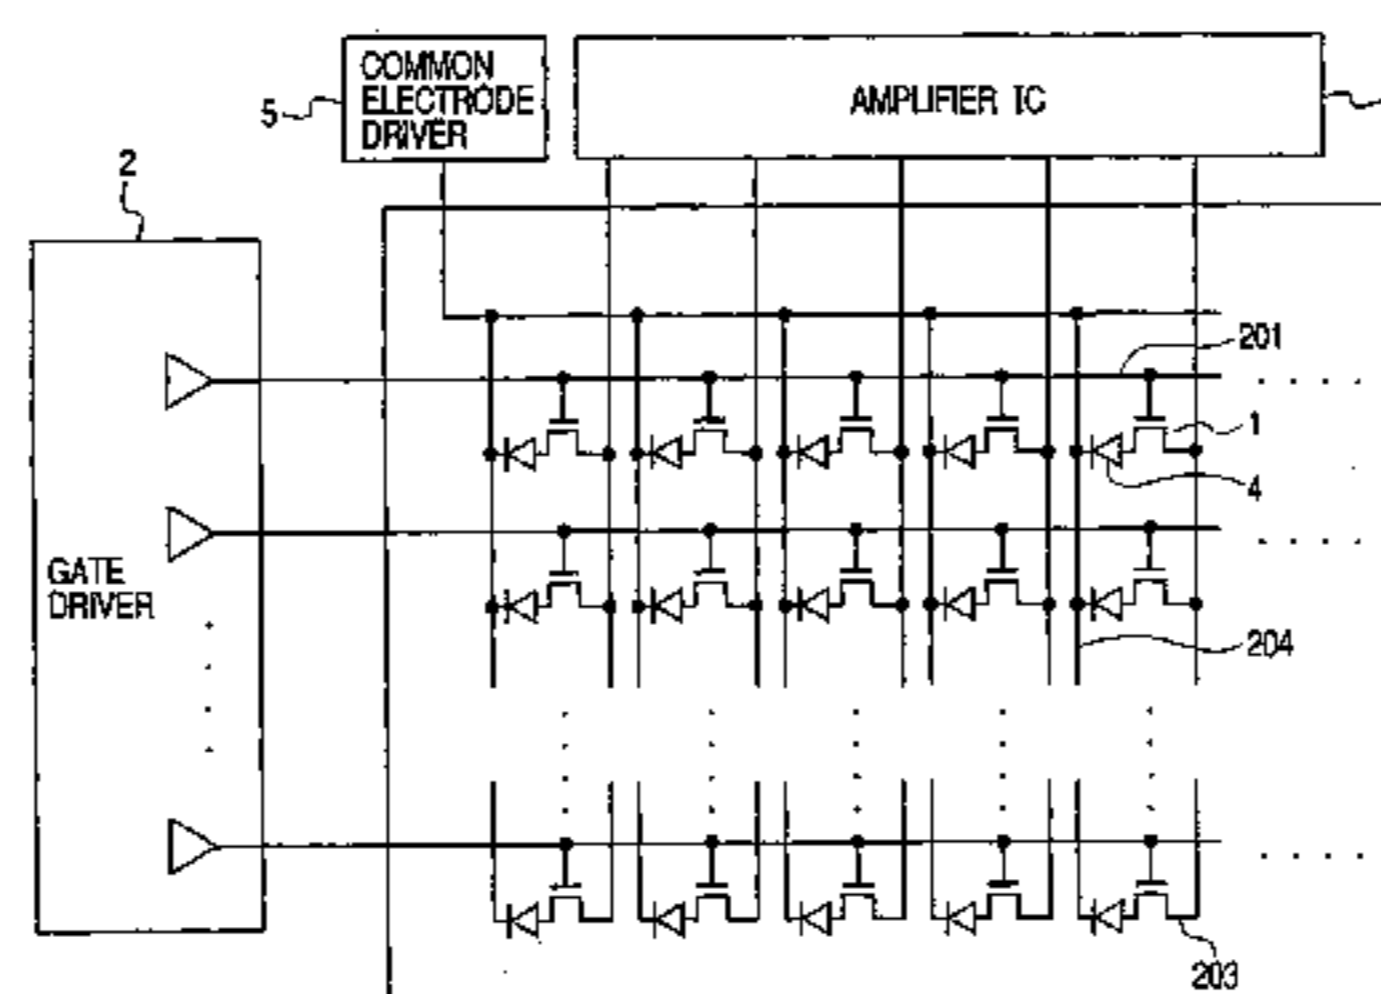 COMMON
ELECTRODE
DRIVER
AMPLIFIER IC
5
2
201
1
4
GATE
DRIVER
204
203